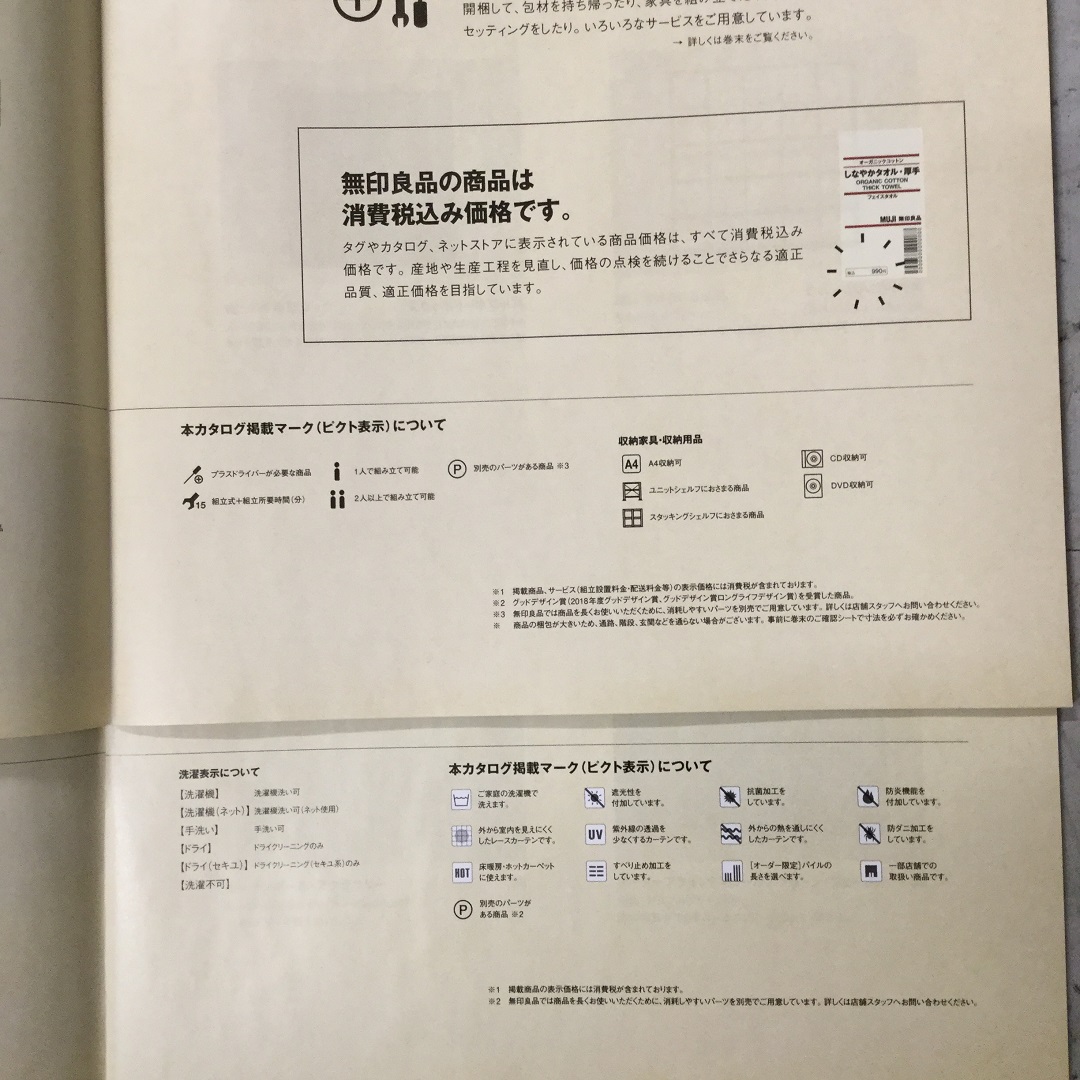 開梱して、包材を持ち帰ったり、家具を組み
セッティングをしたり。いろいろなサービスをご用意しています。
→ 詳しくは巻末をご覧ください。
無印良品の商品は
消費税込み価格です。
タグやカタログ、ネットストアに表示されている商品価格は、すべて消費税込み
価格です。産地や生産工程を見直し、価格の点検を続けることでさらなる適正
品質、適正価格を目指しています。
オーガニックコットン
しなやかタオル・厚手
ORGANIC COTTON
THICK TOWEL
フェイスタオル
MUJI 無印良品
税込 990円
本カタログ掲載マーク(ピクト表示)について
プラスドライバーが必要な商品
15 組立式+組立所要時間(分)
1人で組み立て可能
2人以上で組み立て可能
P 別売のパーツがある商品 ※3
収納家具・収納用品
A4 A4収納可
ユニットシェルフにおさまる商品
スタッキングシェルフにおさまる商品
CD収納可
DVD収納可
※1 掲載商品、サービス(組立設置料金・配送料金等)の表示価格には消費税が含まれております。
※2 グッドデザイン賞(2018年度グッドデザイン賞、グッドデザイン賞ロングライフデザイン賞)を受賞した商品。
※3 無印良品では商品を長くお使いいただくために、消耗しやすいパーツを別売でご用意しています。詳しくは店舗スタッフへお問い合わせください。
※ 商品の梱包が大きいため、通路、階段、玄関などを通らない場合がございます。事前に巻末のご確認シートで寸法を必ずお確かめください。
洗濯表示について
【洗濯機】 洗濯機洗い可
【洗濯機(ネット)】 洗濯機洗い可(ネット使用)
【手洗い】 手洗い可
【ドライ】 ドライクリーニングのみ
【ドライ(セキユ)】 ドライクリーニング(セキユ系)のみ
【洗濯不可】
本カタログ掲載マーク(ピクト表示)について
ご家庭の洗濯機で
洗えます。
遮光性を
付加しています。
抗菌加工を
しています。
防炎機能を
付加しています。
外から室内を見えにくく
したレースカーテンです。
UV 紫外線の透過を
少なくするカーテンです。
外からの熱を通しにくく
したカーテンです。
防ダニ加工を
しています。
HOT 床暖房・ホットカーペット
に使えます。
すべり止め加工を
しています。
[オーダー限定]パイルの
長さを選べます。
一部店舗での
取扱い商品です。
P 別売のパーツが
ある商品 ※2
※1 掲載商品の表示価格には消費税が含まれております。
※2 無印良品では商品を長くお使いいただくために、消耗しやすいパーツを別売でご用意しています。詳しくは店舗スタッフへお問い合わせください。